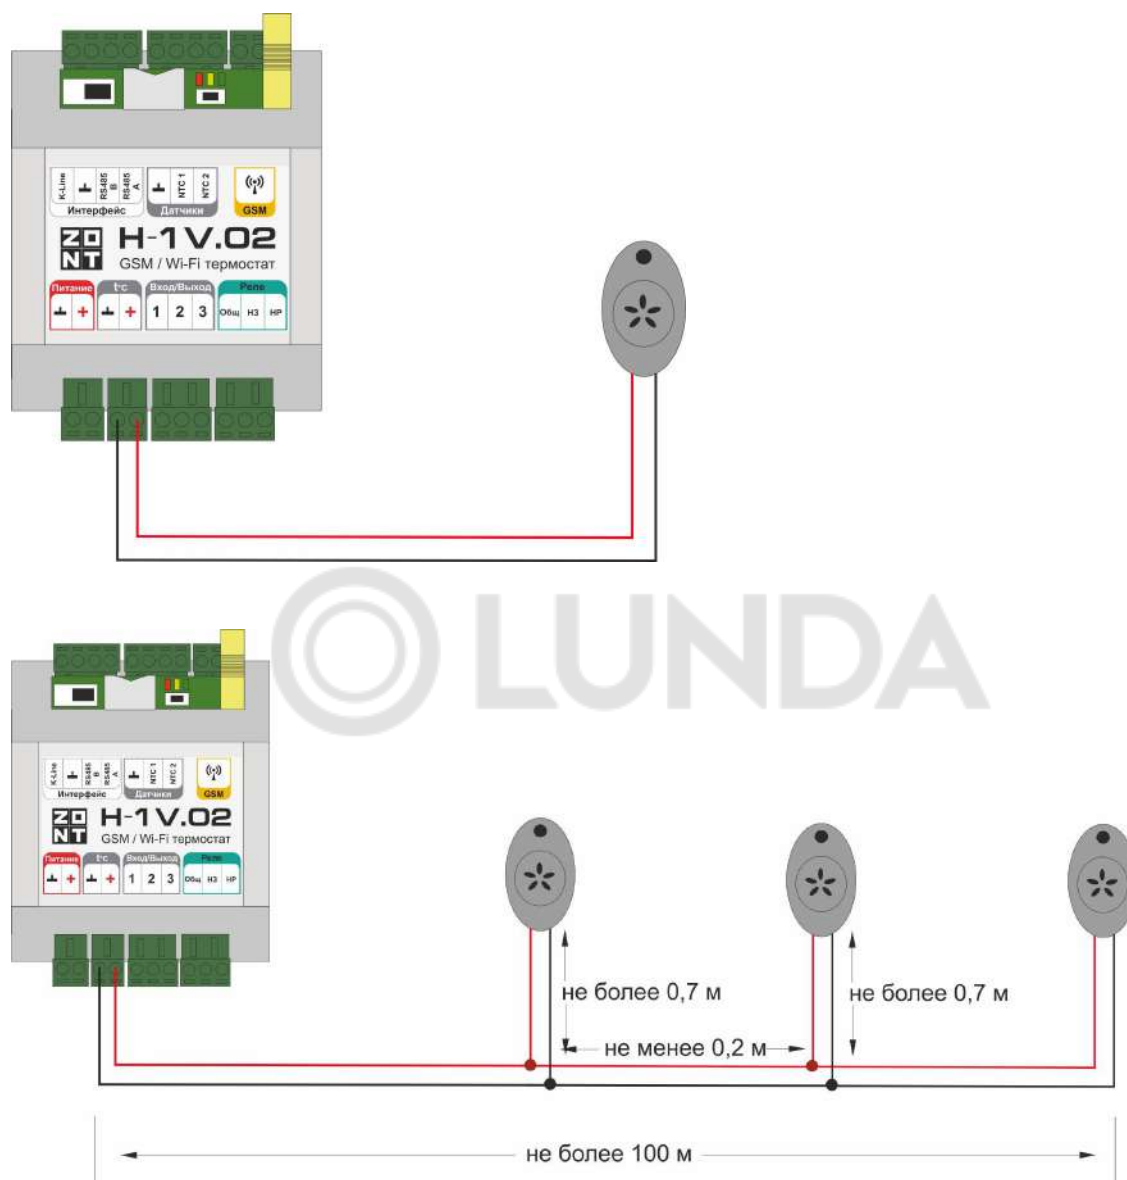 K-Line
⊥
RS485
B
RS485
A
⊥
NTC 1
NTC 2
Интерфейс
Датчики
GSM
ZONT
H-1V.02
GSM / Wi-Fi термостат
Питание
t°C
Вход/Выход
Реле
⊥ + ⊥ + 1 2 3 Общ НЗ НР
LUNDA
K-Line
⊥
RS485
B
RS485
A
⊥
NTC 1
NTC 2
Интерфейс
Датчики
GSM
ZONT
H-1V.02
GSM / Wi-Fi термостат
Питание
t°C
Вход/Выход
Реле
⊥ + ⊥ + 1 2 3 Общ НЗ НР
не более 0,7 м
не более 0,7 м
не менее 0,2 м
не более 100 м